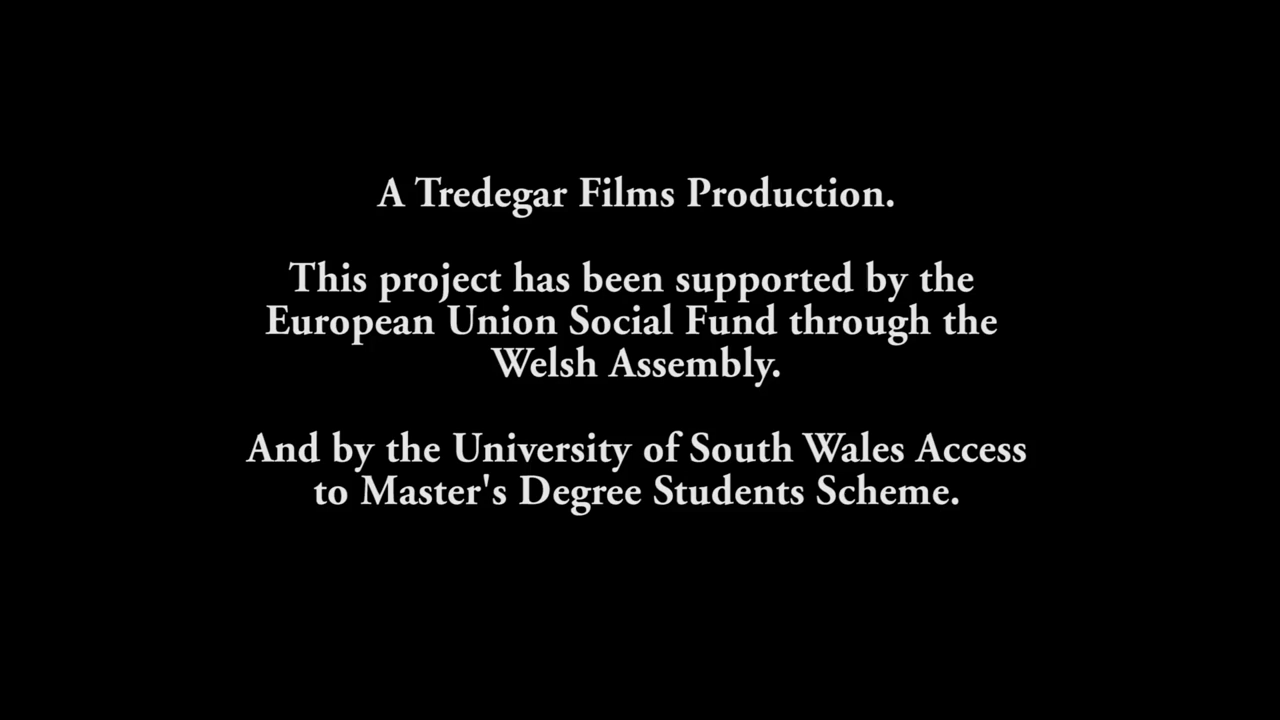 A Tredegar Films Production.
This project has been supported by the
European Union Social Fund through the
Welsh Assembly.
And by the University of South Wales Access
to Master's Degree Students Scheme.